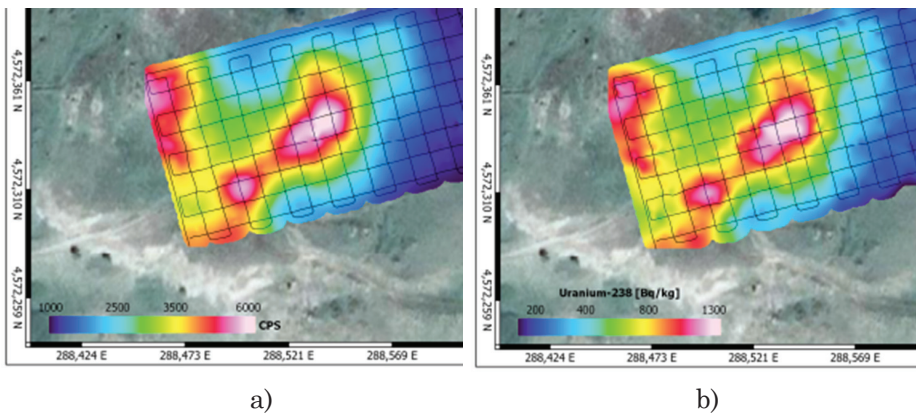 4,572,361 N
4,572,310 N
4,572,259 N
1000 2500 3500 6000
CPS
288,424 E 288,473 E 288,521 E 288,569 E
a)
4,572,361 N
4,572,310 N
4,572,259 N
Uranium-238 [Bq/kg]
200 400 800 1300
288,424 E 288,473 E 288,521 E 288,569 E
b)